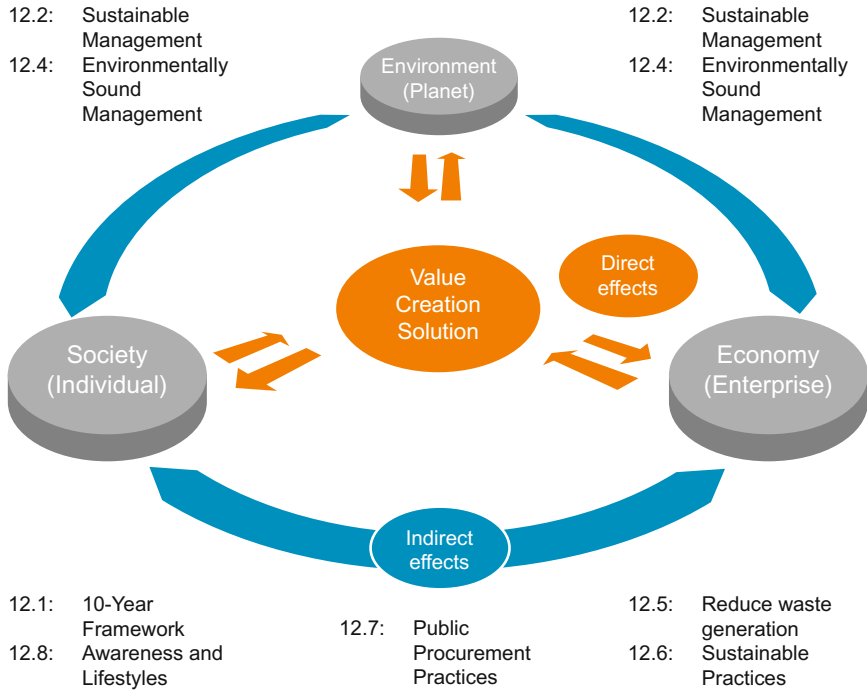 12.2: Sustainable
Management
12.4: Environmentally
Sound
Management
Environment
(Planet)
12.2: Sustainable
Management
12.4: Environmentally
Sound
Management
Value
Creation
Solution
Direct
effects
Society
(Individual)
Economy
(Enterprise)
Indirect
effects
12.1: 10-Year
Framework
12.8: Awareness and
Lifestyles
12.7: Public
Procurement
Practices
12.5: Reduce waste
generation
12.6: Sustainable
Practices